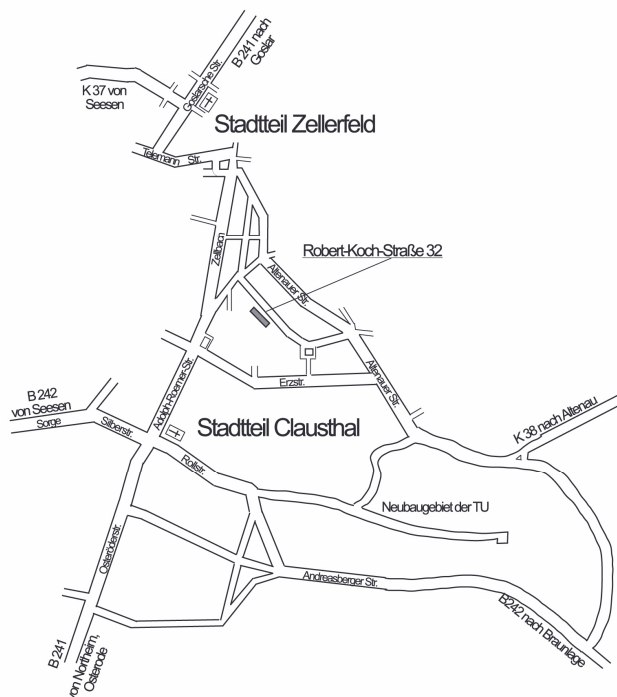 B 241 nach
Goslar
Goslarsche Str.
K 37 von
Seesen
Stadtteil Zellerfeld
Telemann Str.
Zellbach
Robert-Koch-Straße 32
Altenauer Str.
Altenauer Str.
Erzstr.
Adolph-Roemer-Str.
B 242
von Seesen
Sorge
Silberstr.
Stadtteil Clausthal
K 38 nach Altenau
Rollstr.
Neubaugebiet der TU
Osteröderstr.
Andreasberger Str.
B242 nach Braunlage
B 241
von Northeim,
Osterode